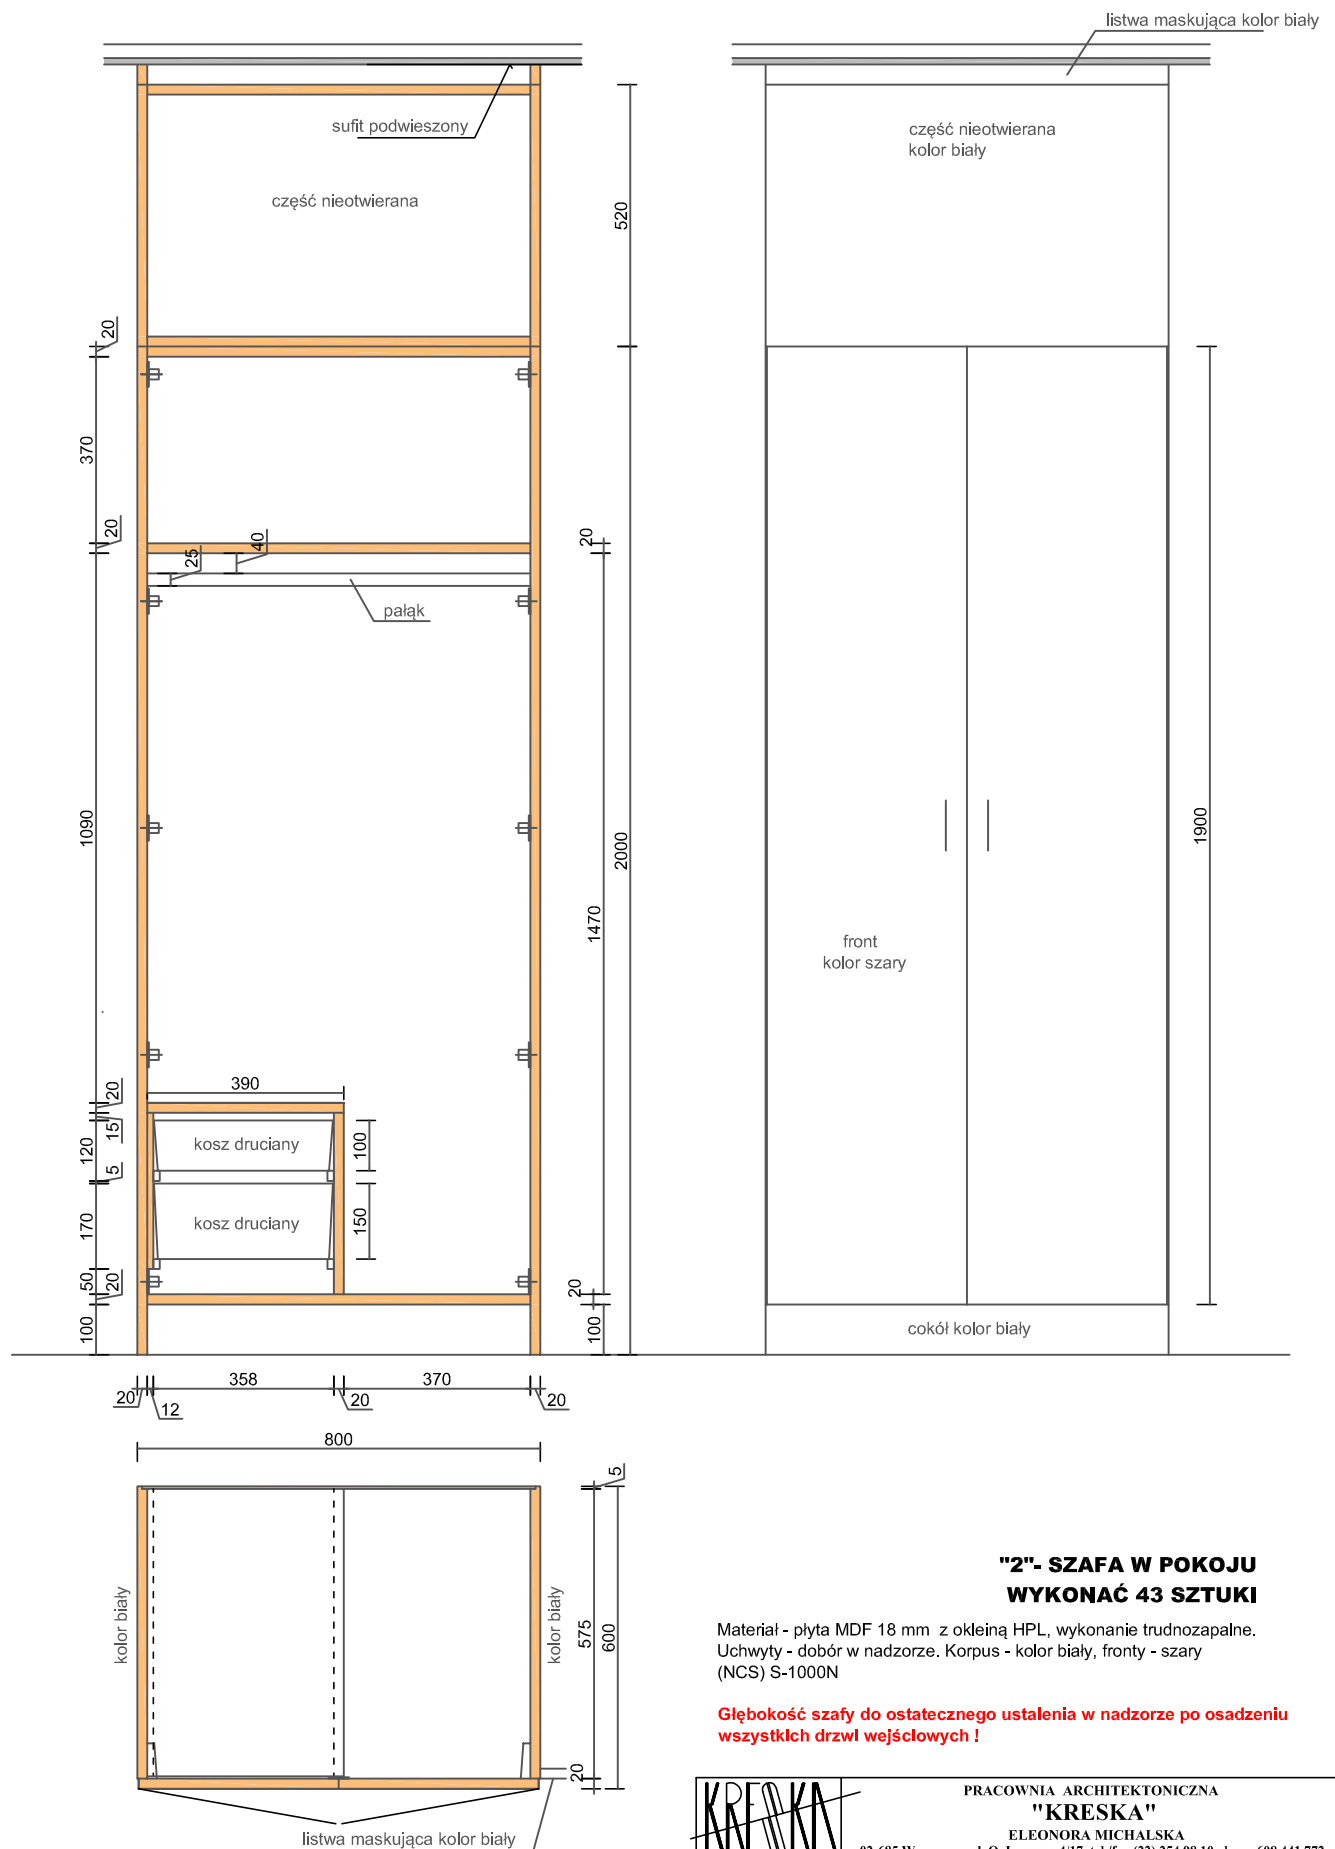 listwa maskująca kolor biały
sufit podwieszony
część nieotwierana
część nieotwierana
kolor biały
520
20
370
20
25
40
20
pałąk
1090
2000
1470
1900
front
kolor szary
390
20
15
120
5
kosz druciany
100
170
kosz druciany
150
50
20
20
100
100
cokół kolor biały
358
370
20
12
20
20
800
5
kolor biały
kolor biały
575
600
20
listwa maskująca kolor biały
"2"- SZAFA W POKOJU
WYKONAĆ 43 SZTUKI
Materiał - płyta MDF 18 mm z okleiną HPL, wykonanie trudnozapalne.
Uchwyty - dobór w nadzorze. Korpus - kolor biały, fronty - szary
(NCS) S-1000N
Głębokość szafy do ostatecznego ustalenia w nadzorze po osadzeniu
wszystkich drzwi wejściowych !
KRESKA
PRACOWNIA ARCHITEKTONICZNA
"KRESKA"
ELEONORA MICHALSKA